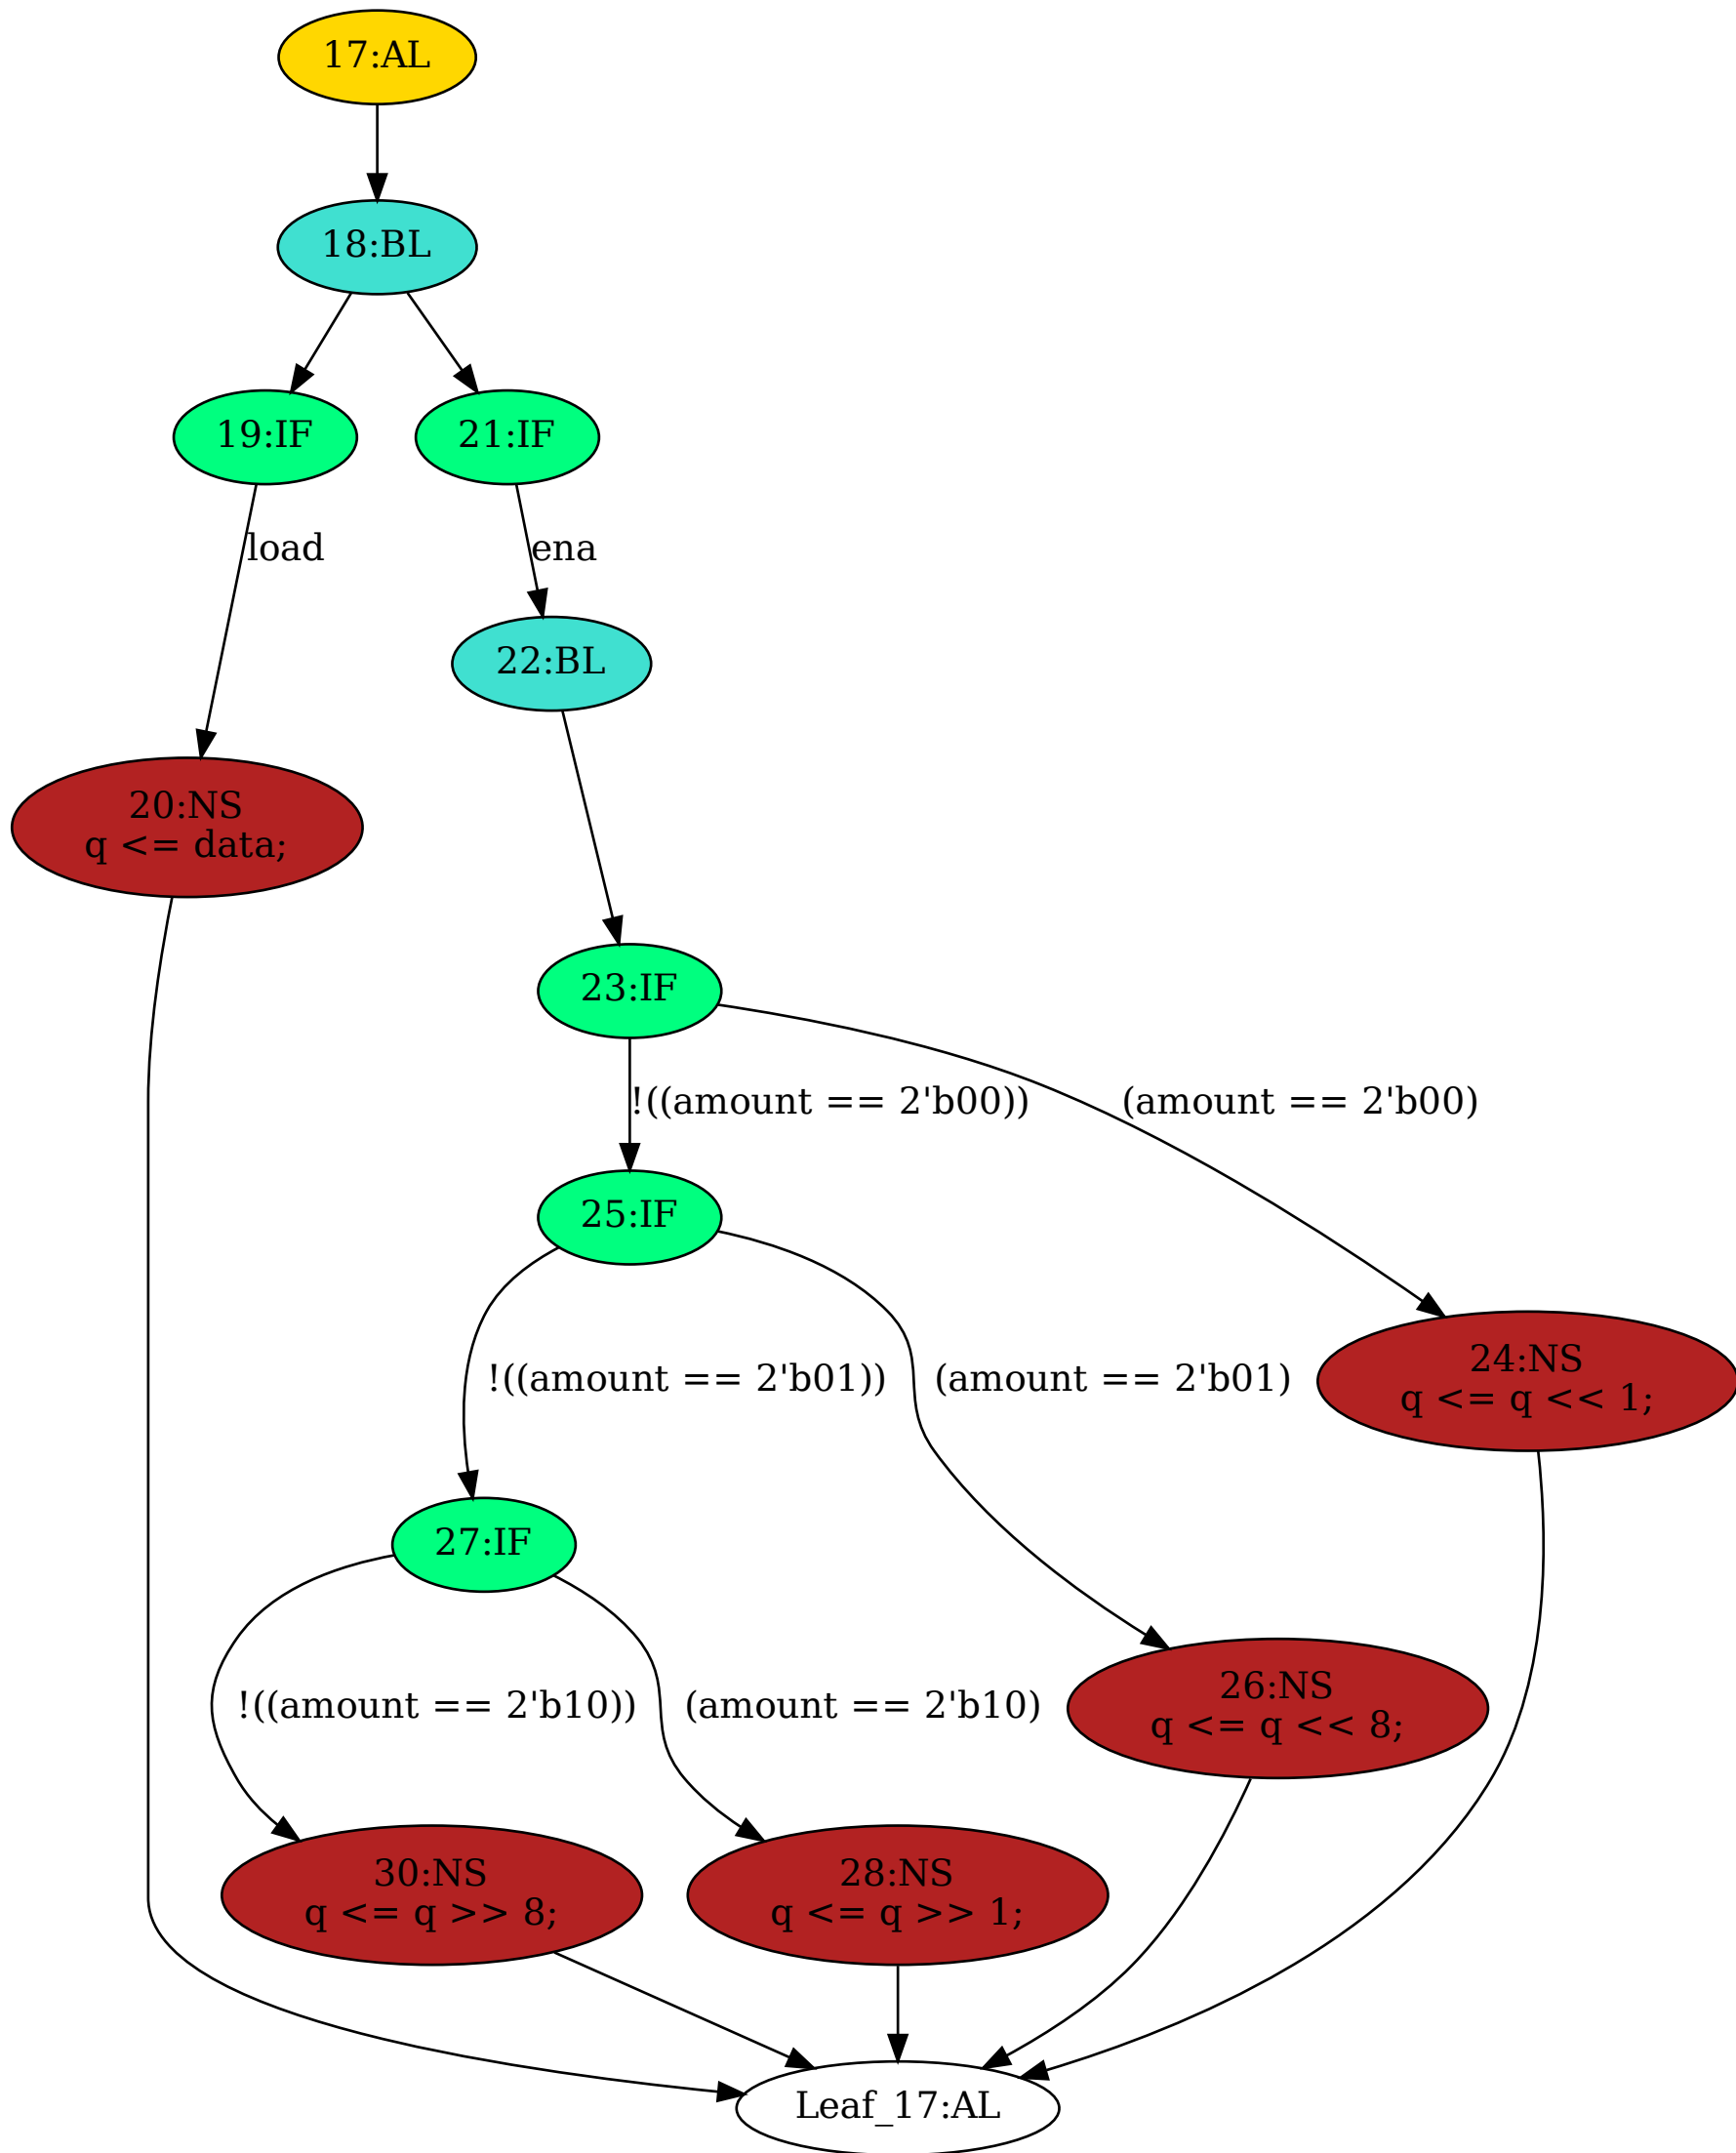 17:AL
18:BL
19:IF
21:IF
load
ena
22:BL
20:NS
q <= data;
23:IF
!((amount == 2'b00))
(amount == 2'b00)
25:IF
!((amount == 2'b01))
(amount == 2'b01)
24:NS
q <= q << 1;
27:IF
!((amount == 2'b10))
(amount == 2'b10)
26:NS
q <= q << 8;
30:NS
q <= q >> 8;
28:NS
q <= q >> 1;
Leaf_17:AL